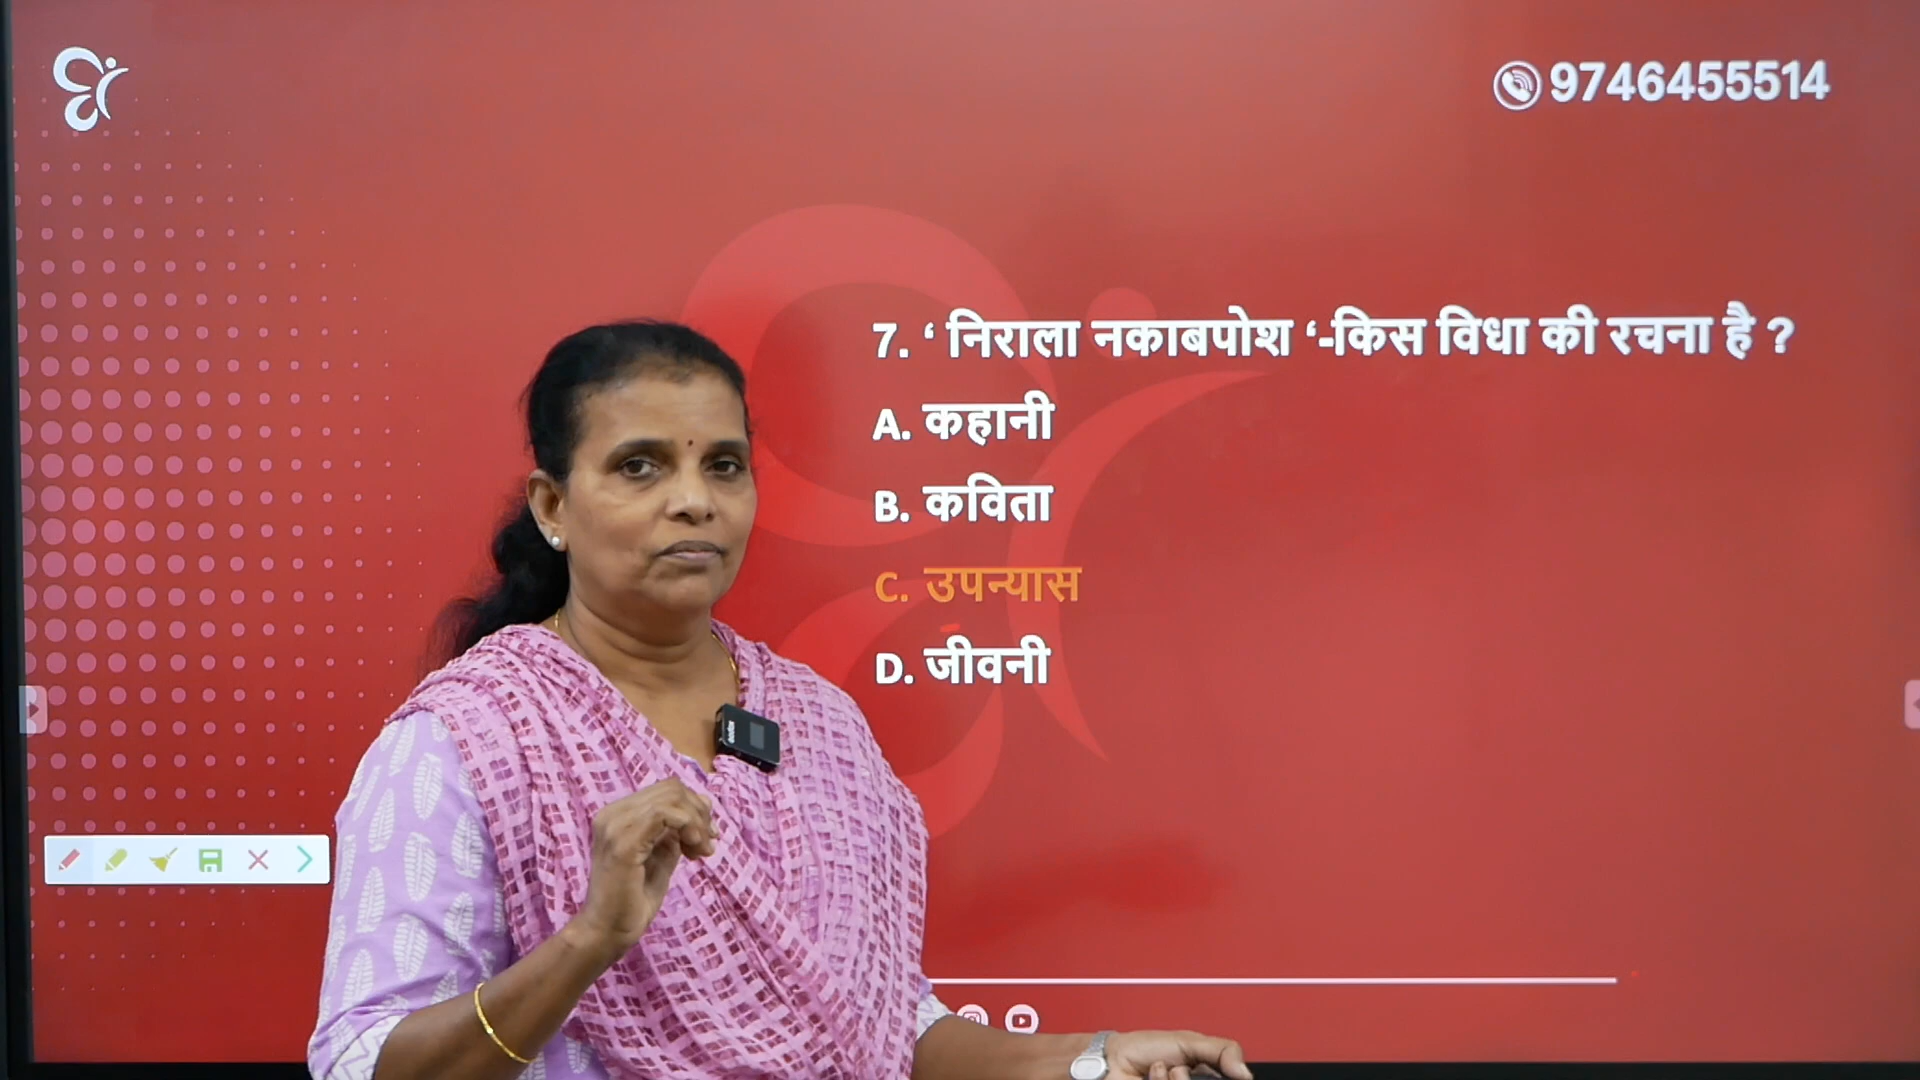 9746455514
7. ‘ निराला नकाबपोश ‘-किस विधा की रचना है ?
A. कहानी
B. कविता
C. उपन्यास
D. जीवनी